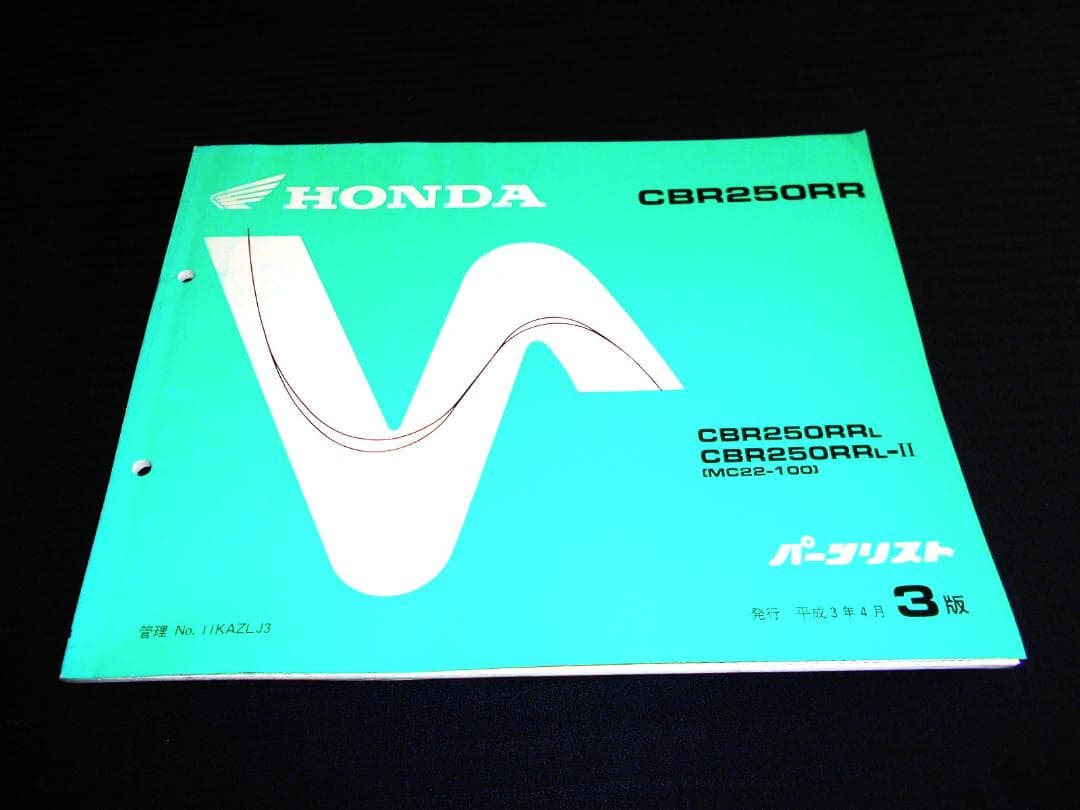 HONDA
CBR250RR
CBR250RRL
CBR250RRL-II
(MC22-100)
パーツリスト
発行 平成3年4月 3版
管理 No. 11KAZLJ3